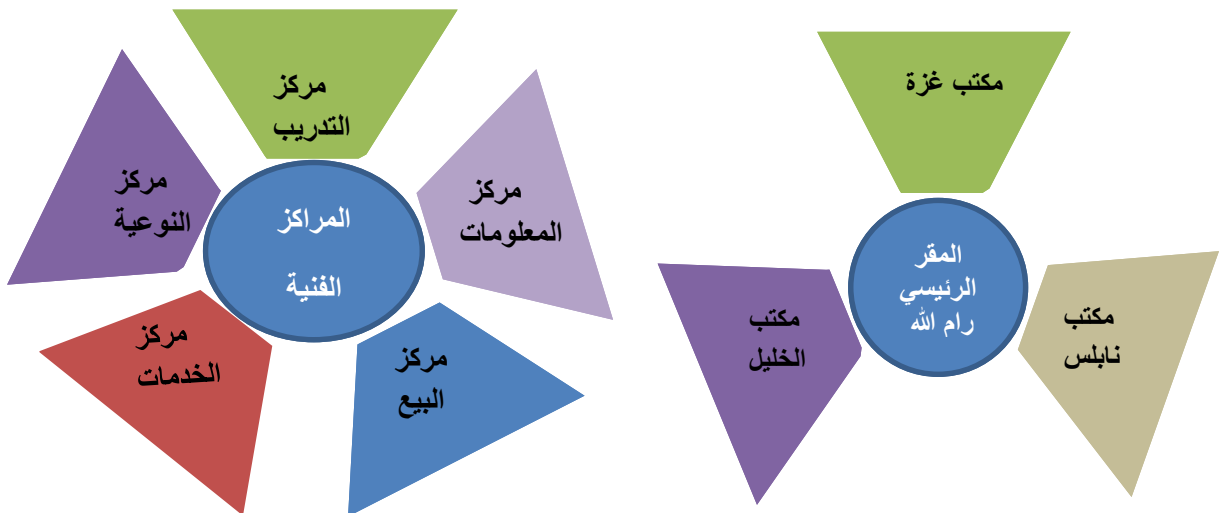 مركز
التدريب
مركز
المعلومات
مركز
البيع
مركز
الخدمات
مركز
النوعية
المراكز
الفنية
مكتب غزة
مكتب
نابلس
مكتب
الخليل
المقر
الرئيسي
رام الله